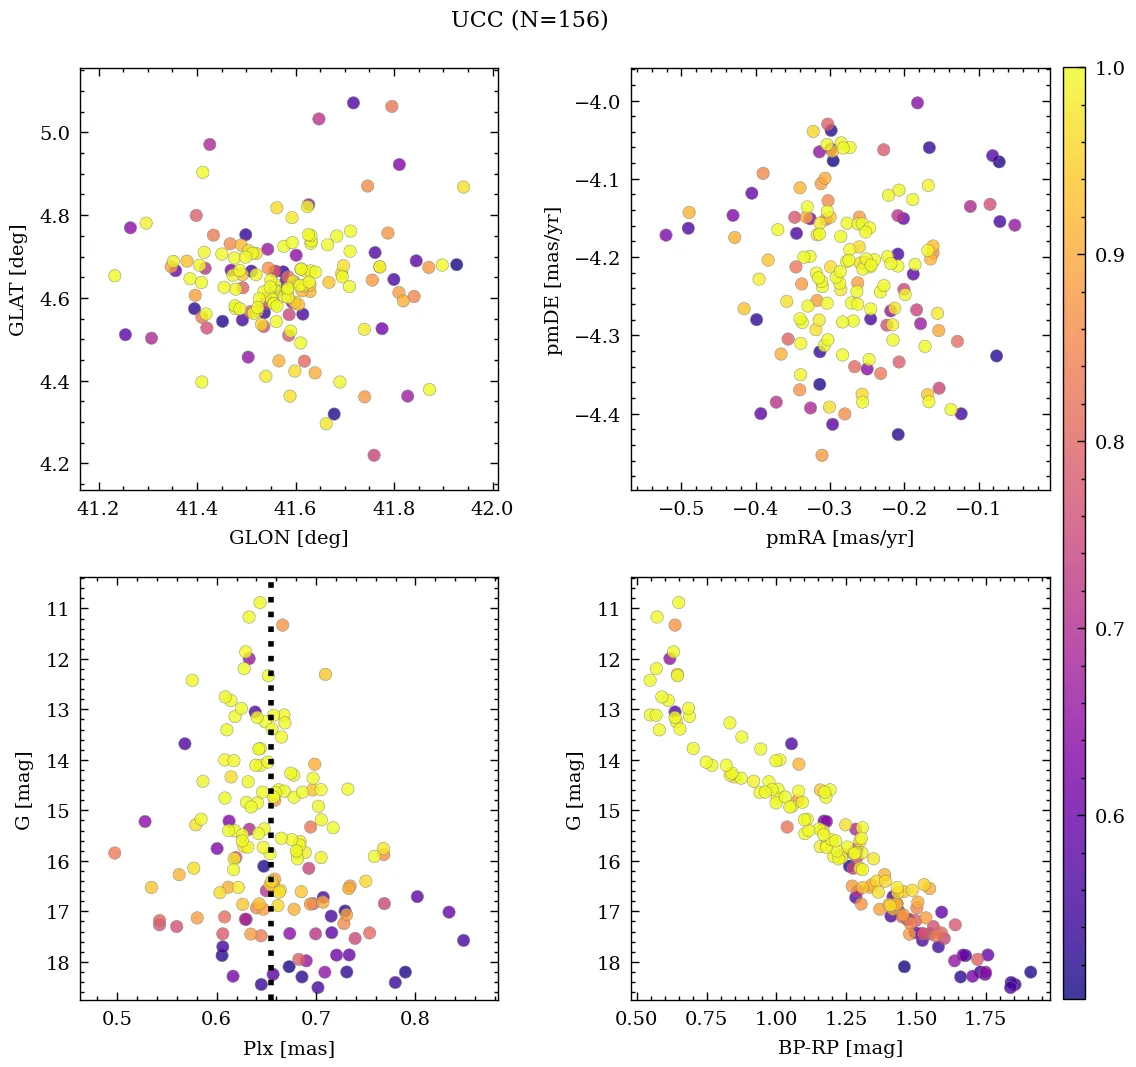 UCC (N=156)
5.0
4.8
4.6
4.4
4.2
GLAT [deg]
41.2 41.4 41.6 41.8 42.0
GLON [deg]
−4.0
−4.1
−4.2
−4.3
−4.4
pmDE [mas/yr]
−0.5 −0.4 −0.3 −0.2 −0.1
pmRA [mas/yr]
1.0
0.9
0.8
0.7
0.6
11
12
13
14
15
16
17
18
G [mag]
0.5 0.6 0.7 0.8
Plx [mas]
11
12
13
14
15
16
17
18
G [mag]
0.50 0.75 1.00 1.25 1.50 1.75
BP-RP [mag]